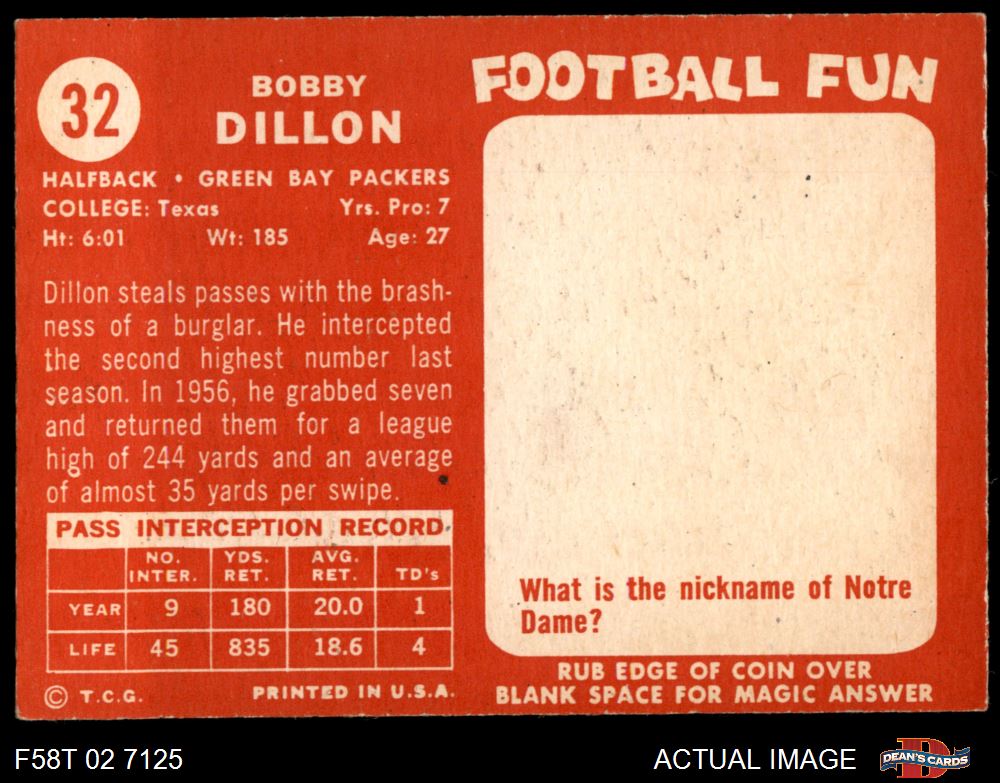 32
BOBBY
DILLON
HALFBACK • GREEN BAY PACKERS
COLLEGE: Texas Yrs. Pro: 7
Ht: 6:01 Wt: 185 Age: 27
Dillon steals passes with the brash-
ness of a burglar. He intercepted
the second highest number last
season. In 1956, he grabbed seven
and returned them for a league
high of 244 yards and an average
of almost 35 yards per swipe.
PASS INTERCEPTION RECORD
NO. INTER. YDS. RET. AVG. RET. TD's
YEAR 9 180 20.0 1
LIFE 45 835 18.6 4
© T.C.G. PRINTED IN U.S.A.
FOOTBALL FUN
What is the nickname of Notre
Dame?
RUB EDGE OF COIN OVER
BLANK SPACE FOR MAGIC ANSWER
F58T 02 7125 ACTUAL IMAGE DEAN'S CARDS